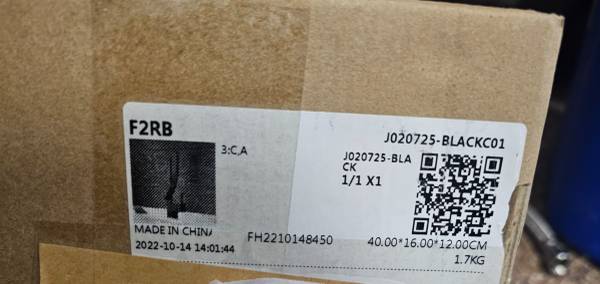 F2RB
J020725-BLACKC01
3:C,A
J020725-BLA
CK
1/1 X1
MADE IN CHINA
FH2210148450
40.00*16.00*12.00CM
2022-10-14 14:01:44
1.7KG